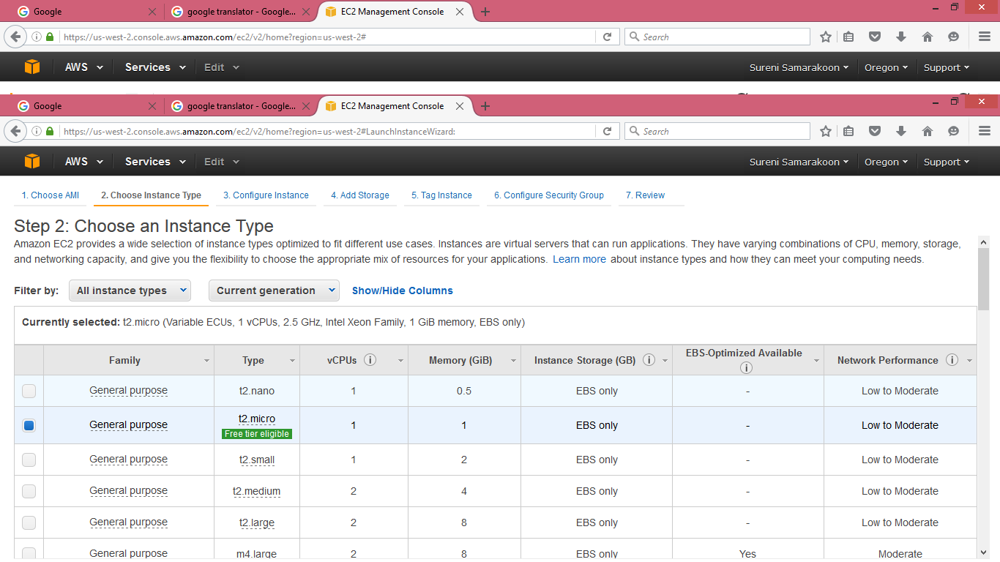 Google
google translator - Google...
EC2 Management Console
https://us-west-2.console.aws.amazon.com/ec2/v2/home?region=us-west-2#
Search
AWS Services Edit Sureni Samarakoon Oregon Support
Google
google translator - Google...
EC2 Management Console
https://us-west-2.console.aws.amazon.com/ec2/v2/home?region=us-west-2#LaunchInstanceWizard:
Search
AWS Services Edit Sureni Samarakoon Oregon Support
1. Choose AMI 2. Choose Instance Type 3. Configure Instance 4. Add Storage 5. Tag Instance 6. Configure Security Group 7. Review
Step 2: Choose an Instance Type
Amazon EC2 provides a wide selection of instance types optimized to fit different use cases. Instances are virtual servers that can run applications. They have varying combinations of CPU, memory, storage,
and networking capacity, and give you the flexibility to choose the appropriate mix of resources for your applications. Learn more about instance types and how they can meet your computing needs.
Filter by: All instance types Current generation Show/Hide Columns
Currently selected: t2.micro (Variable ECUs, 1 vCPUs, 2.5 GHz, Intel Xeon Family, 1 GiB memory, EBS only)
Family Type vCPUs Memory (GiB) Instance Storage (GB) EBS-Optimized Available Network Performance
General purpose t2.nano 1 0.5 EBS only - Low to Moderate
General purpose t2.micro 1 1 EBS only - Low to Moderate
Free tier eligible
General purpose t2.small 1 2 EBS only - Low to Moderate
General purpose t2.medium 2 4 EBS only - Low to Moderate
General purpose t2.large 2 8 EBS only - Low to Moderate
General purpose m4.large 2 8 EBS only Yes Moderate